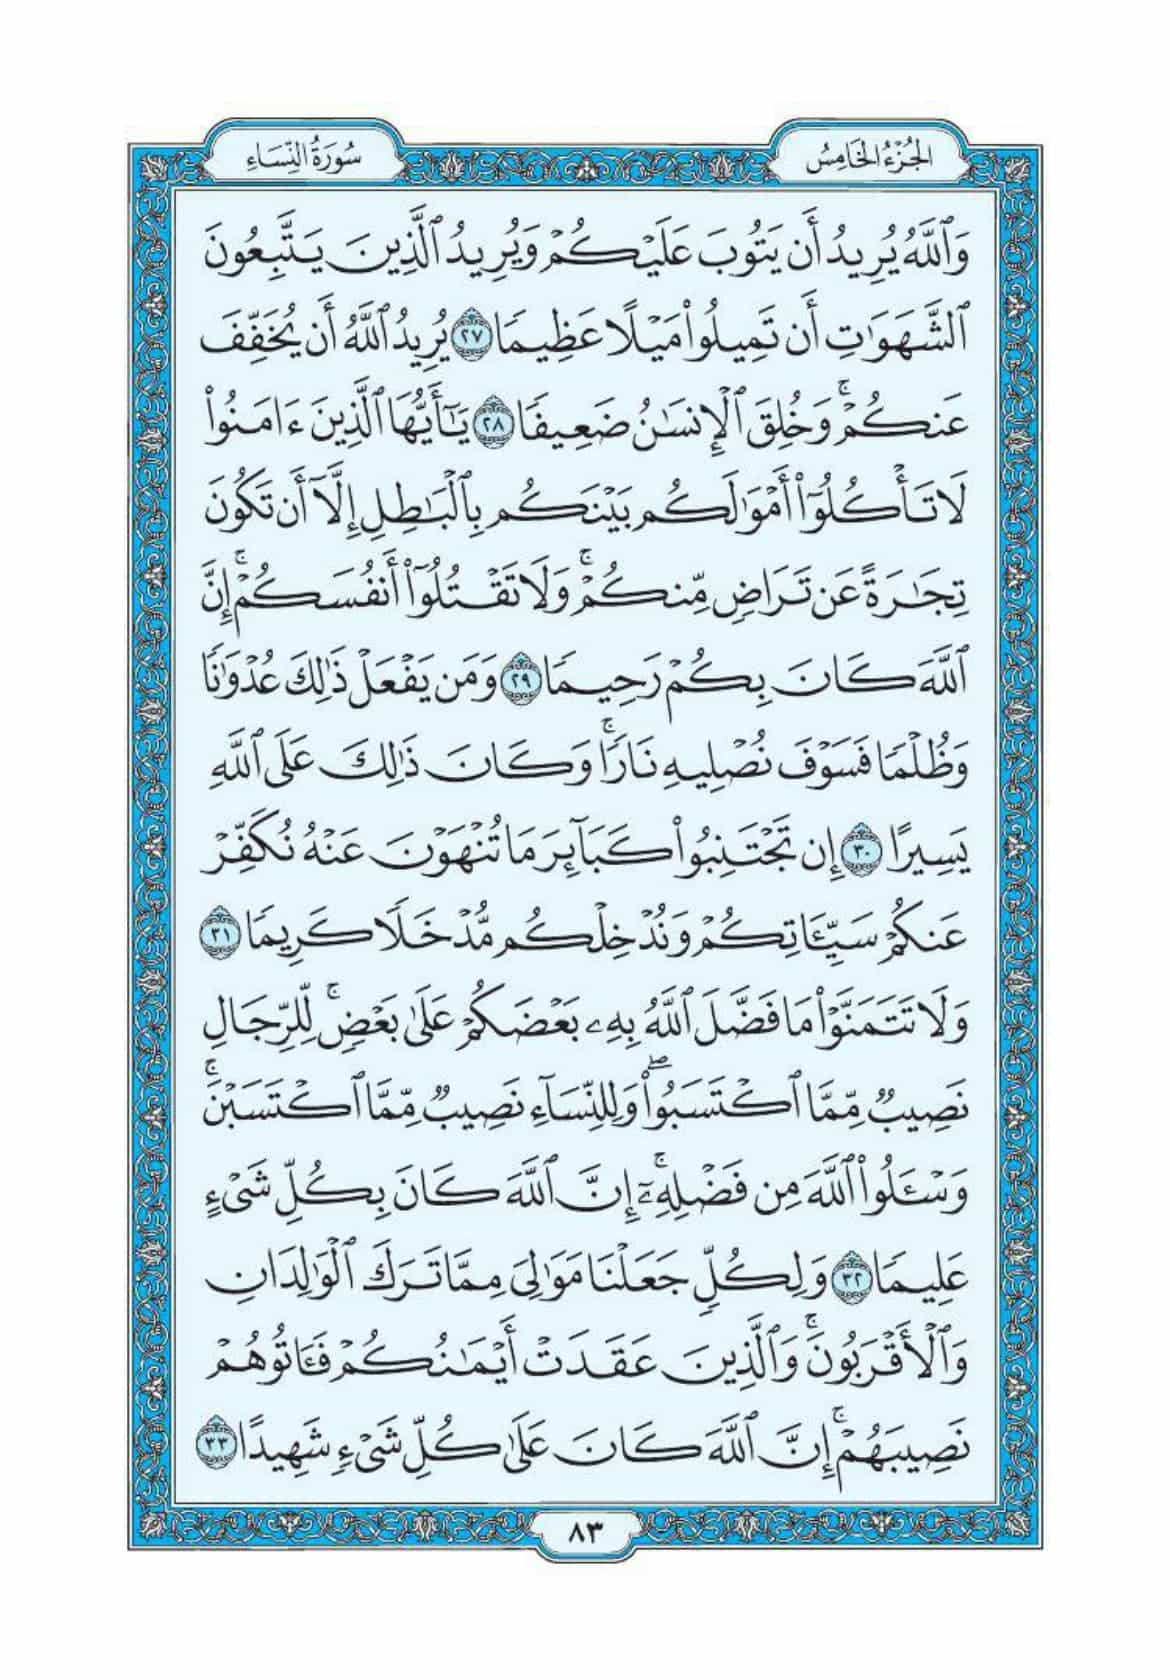 الجُزْءُ الخَامِسُ
سُورَةُ النِّسَاءِ
وَٱللَّهُ يُرِيدُ أَن يَتُوبَ عَلَيْكُمْ وَيُرِيدُ ٱلَّذِينَ يَتَّبِعُونَ
ٱلشَّهَوَٰتِ أَن تَمِيلُوا۟ مَيْلًا عَظِيمًا ٢٧ يُرِيدُ ٱللَّهُ أَن يُخَفِّفَ
عَنكُمْ ۚ وَخُلِقَ ٱلْإِنسَٰنُ ضَعِيفًا ٢٨ يَٰٓأَيُّهَا ٱلَّذِينَ ءَامَنُوا۟
لَا تَأْكُلُوٓا۟ أَمْوَٰلَكُم بَيْنَكُم بِٱلْبَٰطِلِ إِلَّآ أَن تَكُونَ
تِجَٰرَةً عَن تَرَاضٍ مِّنكُمْ ۚ وَلَا تَقْتُلُوٓا۟ أَنفُسَكُمْ ۚ إِنَّ
ٱللَّهَ كَانَ بِكُمْ رَحِيمًا ٢٩ وَمَن يَفْعَلْ ذَٰلِكَ عُدْوَٰنًا
وَظُلْمًا فَسَوْفَ نُصْلِيهِ نَارًا ۚ وَكَانَ ذَٰلِكَ عَلَى ٱللَّهِ
يَسِيرًا ٣٠ إِن تَجْتَنِبُوا۟ كَبَآئِرَ مَا تُنْهَوْنَ عَنْهُ نُكَفِّرْ
عَنكُمْ سَيِّـَٔاتِكُمْ وَنُدْخِلْكُم مُّدْخَلًا كَرِيمًا ٣١
وَلَا تَتَمَنَّوْا۟ مَا فَضَّلَ ٱللَّهُ بِهِۦ بَعْضَكُمْ عَلَىٰ بَعْضٍ ۚ لِّلرِّجَالِ
نَصِيبٌ مِّمَّا ٱكْتَسَبُوا۟ ۖ وَلِلنِّسَآءِ نَصِيبٌ مِّمَّا ٱكْتَسَبْنَ ۚ
وَسْـَٔلُوا۟ ٱللَّهَ مِن فَضْلِهِۦٓ ۚ إِنَّ ٱللَّهَ كَانَ بِكُلِّ شَىْءٍ
عَلِيمًا ٣٢ وَلِكُلٍّ جَعَلْنَا مَوَٰلِىَ مِمَّا تَرَكَ ٱلْوَٰلِدَانِ
وَٱلْأَقْرَبُونَ ۚ وَٱلَّذِينَ عَقَدَتْ أَيْمَٰنُكُمْ فَـَٔاتُوهُمْ
نَصِيبَهُمْ ۚ إِنَّ ٱللَّهَ كَانَ عَلَىٰ كُلِّ شَىْءٍ شَهِيدًا ٣٣
٨٣